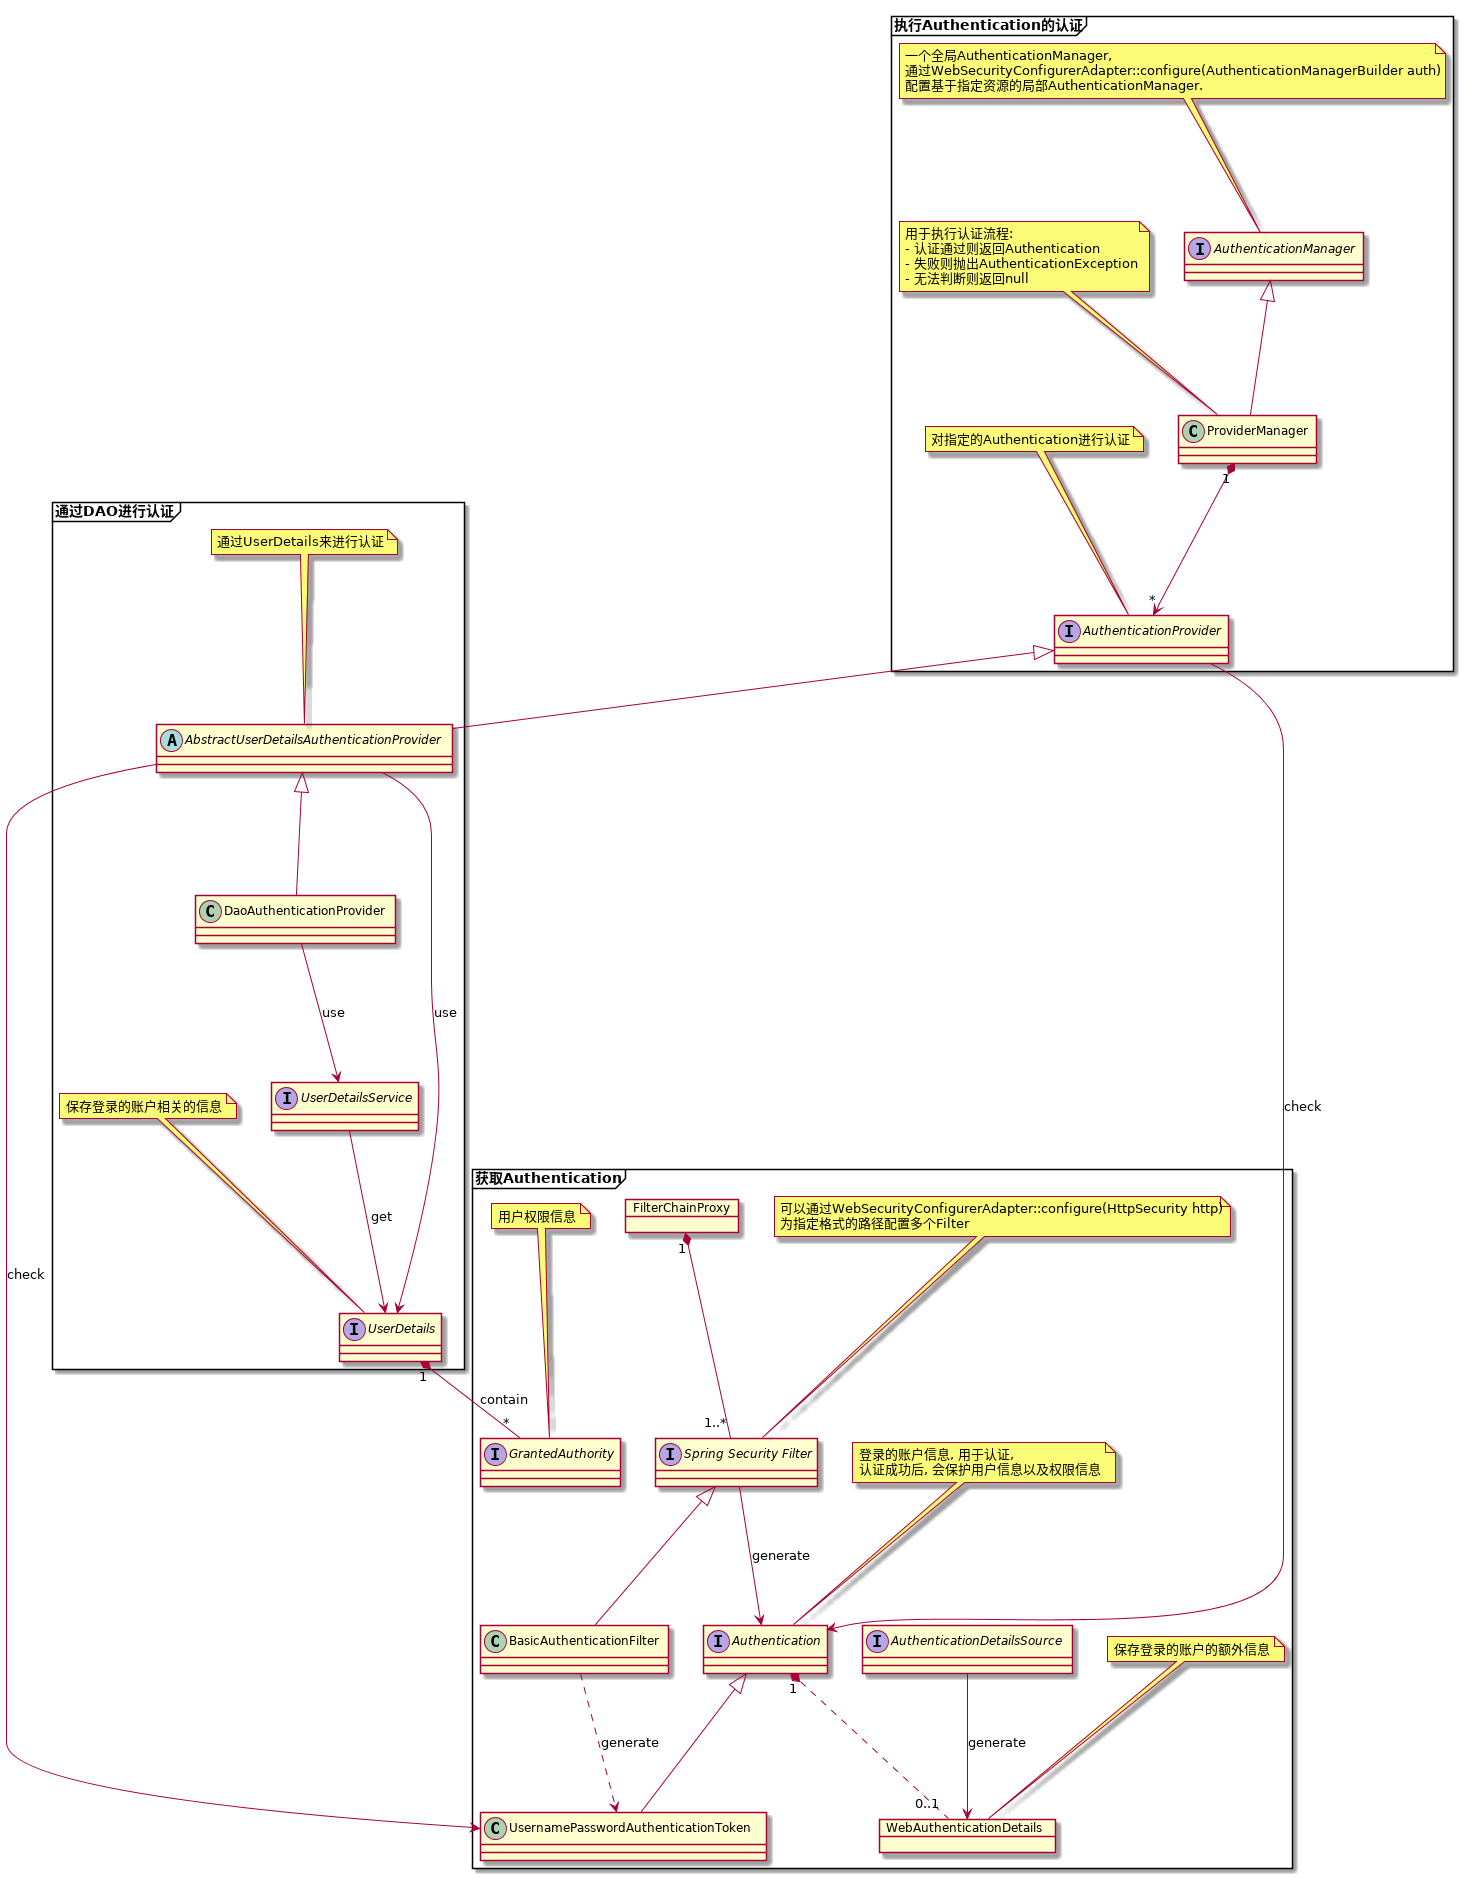 执行Authentication的认证
一个全局AuthenticationManager,
通过WebSecurityConfigurerAdapter::configure(AuthenticationManagerBuilder auth)
配置基于指定资源的局部AuthenticationManager.
用于执行认证流程:
- 认证通过则返回Authentication
- 失败则抛出AuthenticationException
- 无法判断则返回null
I AuthenticationManager
C ProviderManager
对指定的Authentication进行认证
1
*
I AuthenticationProvider
通过DAO进行认证
通过UserDetails来进行认证
A AbstractUserDetailsAuthenticationProvider
C DaoAuthenticationProvider
use
use
I UserDetailsService
保存登录的账户相关的信息
check
get
check
I UserDetails
1
contain
*
获取Authentication
用户权限信息
FilterChainProxy
1
可以通过WebSecurityConfigurerAdapter::configure(HttpSecurity http)
为指定格式的路径配置多个Filter
1..*
I GrantedAuthority
I Spring Security Filter
登录的账户信息, 用于认证,
认证成功后, 会保护用户信息以及权限信息
generate
C BasicAuthenticationFilter
I Authentication
I AuthenticationDetailsSource
保存登录的账户的额外信息
1
generate
generate
0..1
C UsernamePasswordAuthenticationToken
WebAuthenticationDetails